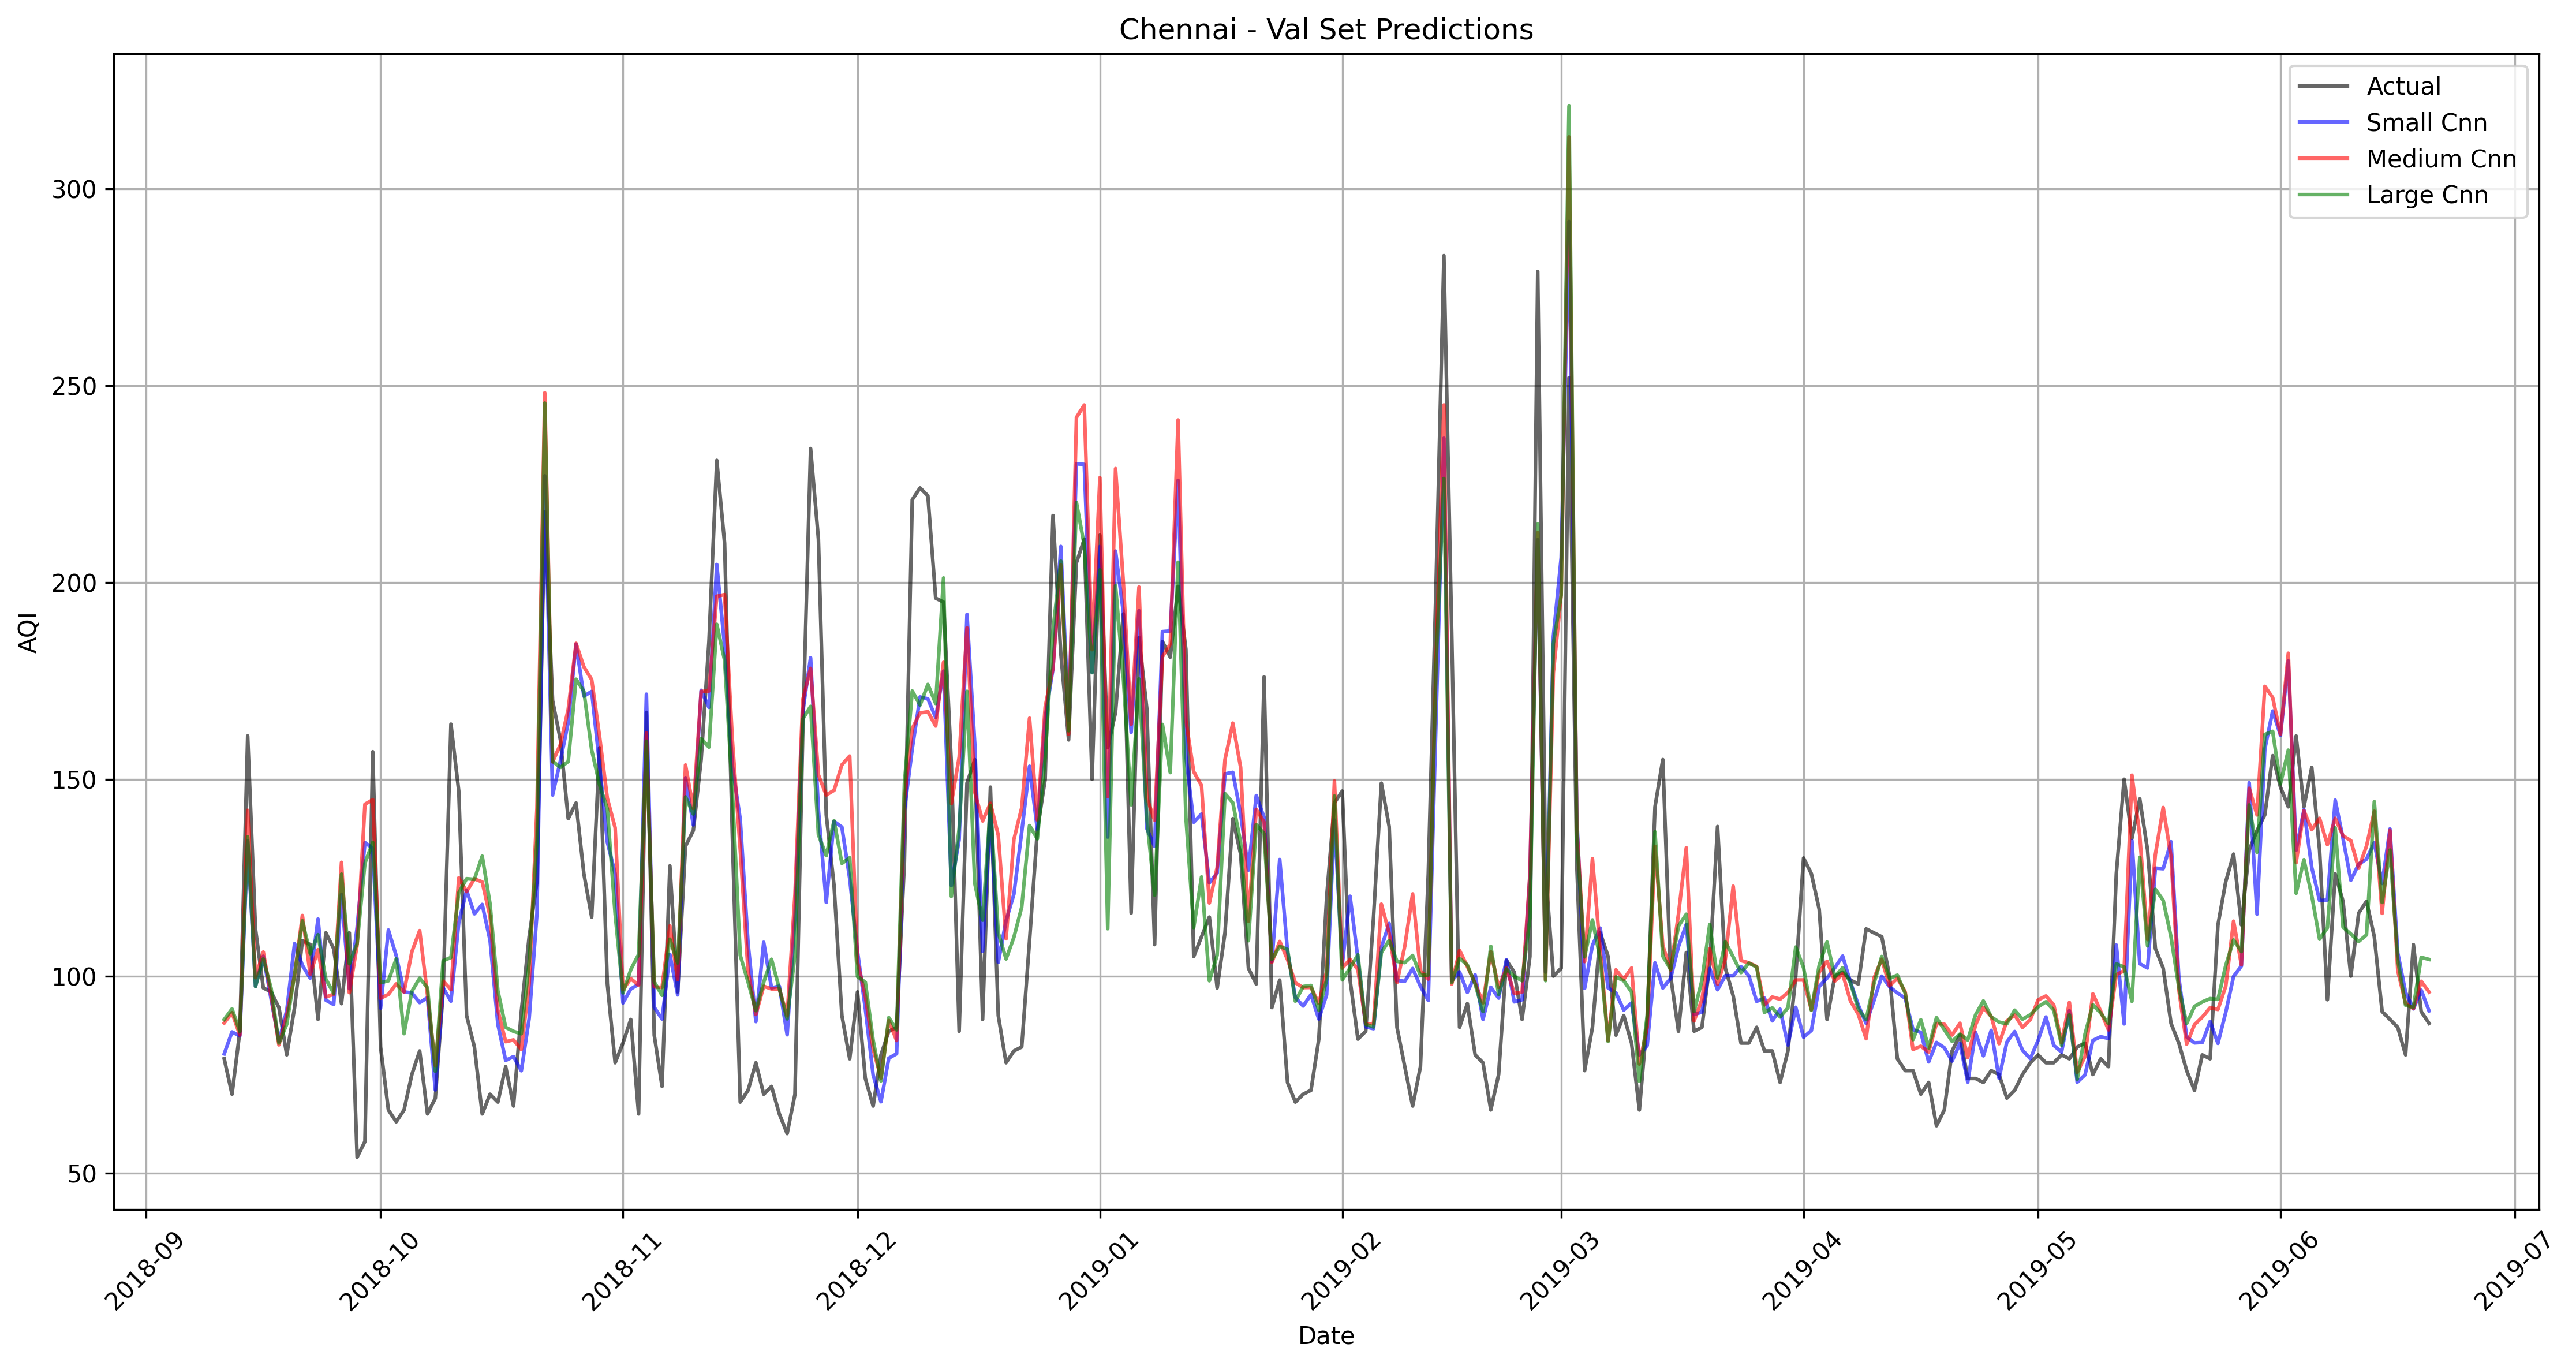 Chennai - Val Set Predictions
Actual
Small Cnn
Medium Cnn
Large Cnn
300
250
200
150
100
50
AQI
2018-09
2018-10
2018-11
2018-12
2019-01
2019-02
2019-03
2019-04
2019-05
2019-06
2019-07
Date